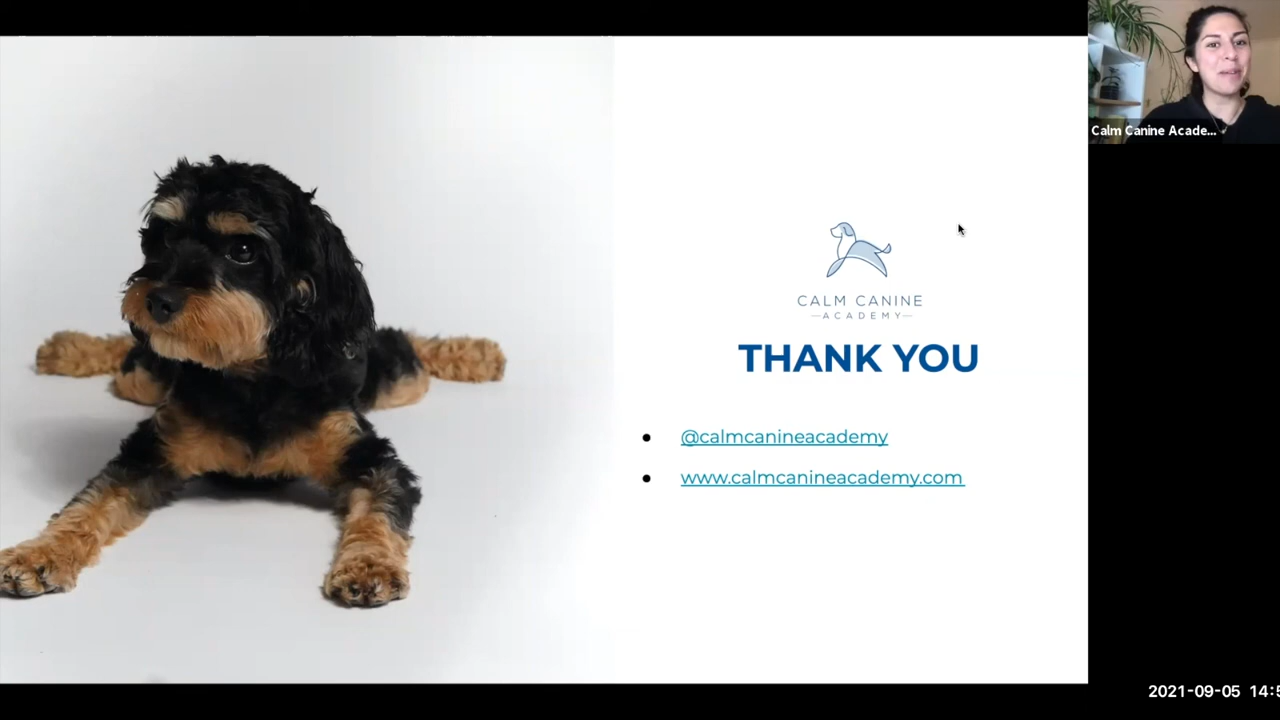 Calm Canine Acade...
CALM CANINE
ACADEMY
THANK YOU
@calmcanineacademy
www.calmcanineacademy.com
2021-09-05 14:5